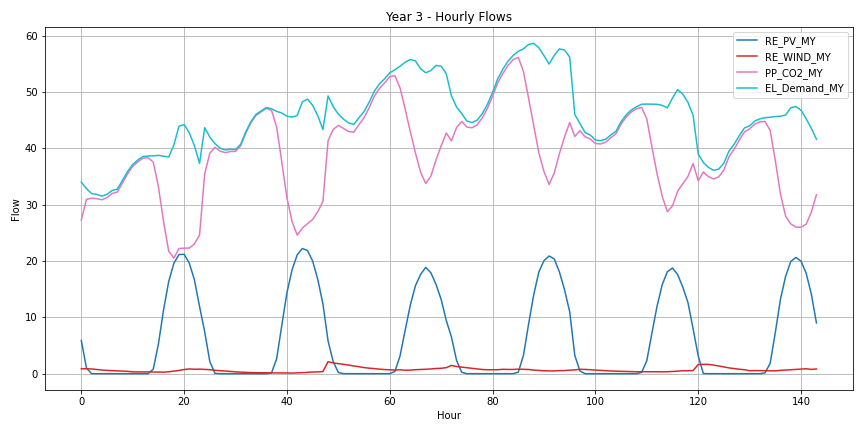 Year 3 - Hourly Flows
RE_PV_MY
RE_WIND_MY
PP_CO2_MY
EL_Demand_MY
Flow
60
50
40
30
20
10
0
0 20 40 60 80 100 120 140
Hour